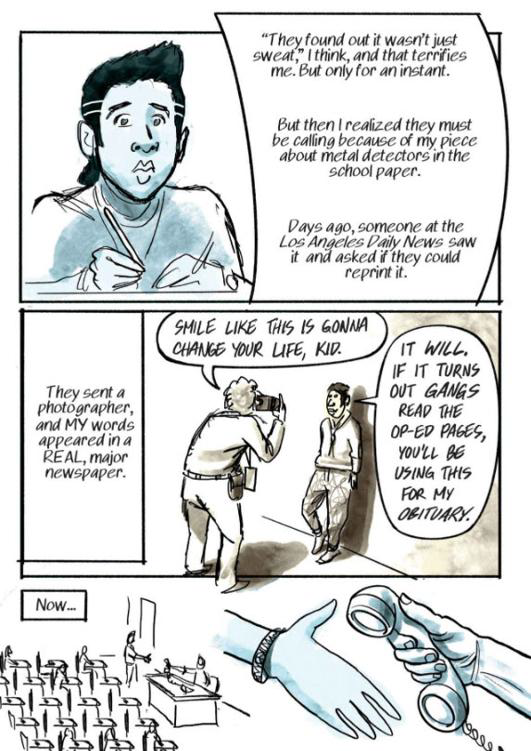 “They found out it wasn't just
sweat,” I think, and that terrifies
me. But only for an instant.
But then I realized they must
be calling because of my piece
about metal detectors in the
school paper.
Days ago, someone at the
Los Angeles Daily News saw
it and asked if they could
reprint it.
They sent a
photographer,
and MY words
appeared in a
REAL, major
newspaper.
SMILE LIKE THIS IS GONNA
CHANGE YOUR LIFE, KID.
IT WILL.
IF IT TURNS
OUT GANGS
READ THE
OP-ED PAGES,
YOU'LL BE
USING THIS
FOR MY
OBITUARY.
Now...